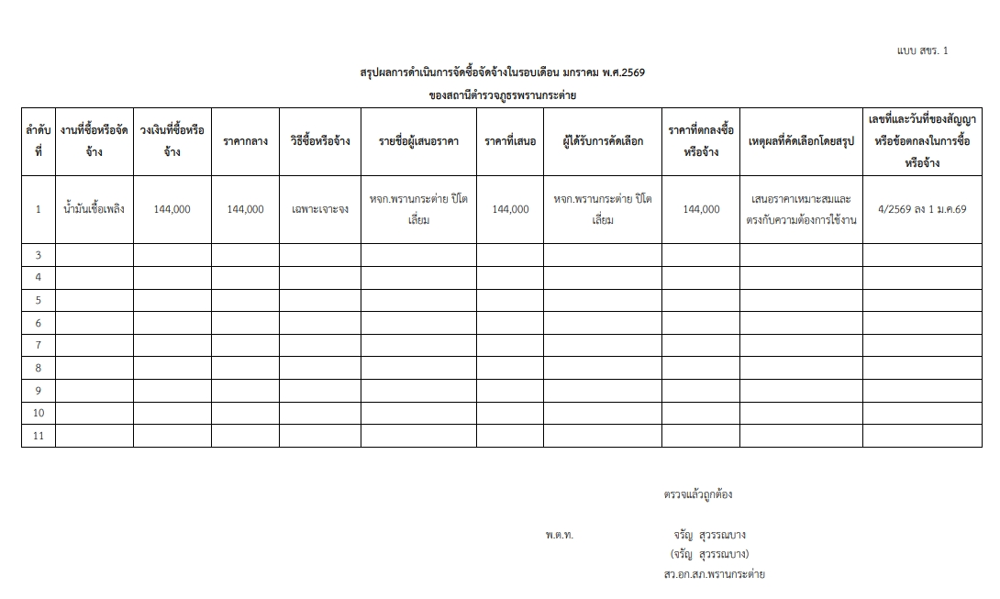 แบบ สขร. 1
สรุปผลการดำเนินการจัดซื้อจัดจ้างในรอบเดือน มกราคม พ.ศ.2569
ของสถานีตำรวจภูธรพรานกระต่าย
ลำดับ
ที่
งานที่ซื้อหรือจัด
จ้าง
วงเงินที่ซื้อหรือ
จ้าง
ราคากลาง
วิธีซื้อหรือจ้าง
รายชื่อผู้เสนอราคา
ราคาที่เสนอ
ผู้ได้รับการคัดเลือก
ราคาที่ตกลงซื้อ
หรือจ้าง
เหตุผลที่คัดเลือกโดยสรุป
เลขที่และวันที่ของสัญญา
หรือข้อตกลงในการซื้อ
หรือจ้าง
1
น้ำมันเชื้อเพลิง
144,000
144,000
เฉพาะเจาะจง
หจก.พรานกระต่าย ปิโต
เลี่ยม
144,000
หจก.พรานกระต่าย ปิโต
เลี่ยม
144,000
เสนอราคาเหมาะสมและ
ตรงกับความต้องการใช้งาน
4/2569 ลง 1 ม.ค.69
3
4
5
6
7
8
9
10
11
ตรวจแล้วถูกต้อง
พ.ต.ท. จรัญ สุวรรณบาง
(จรัญ สุวรรณบาง)
สว.อก.สภ.พรานกระต่าย